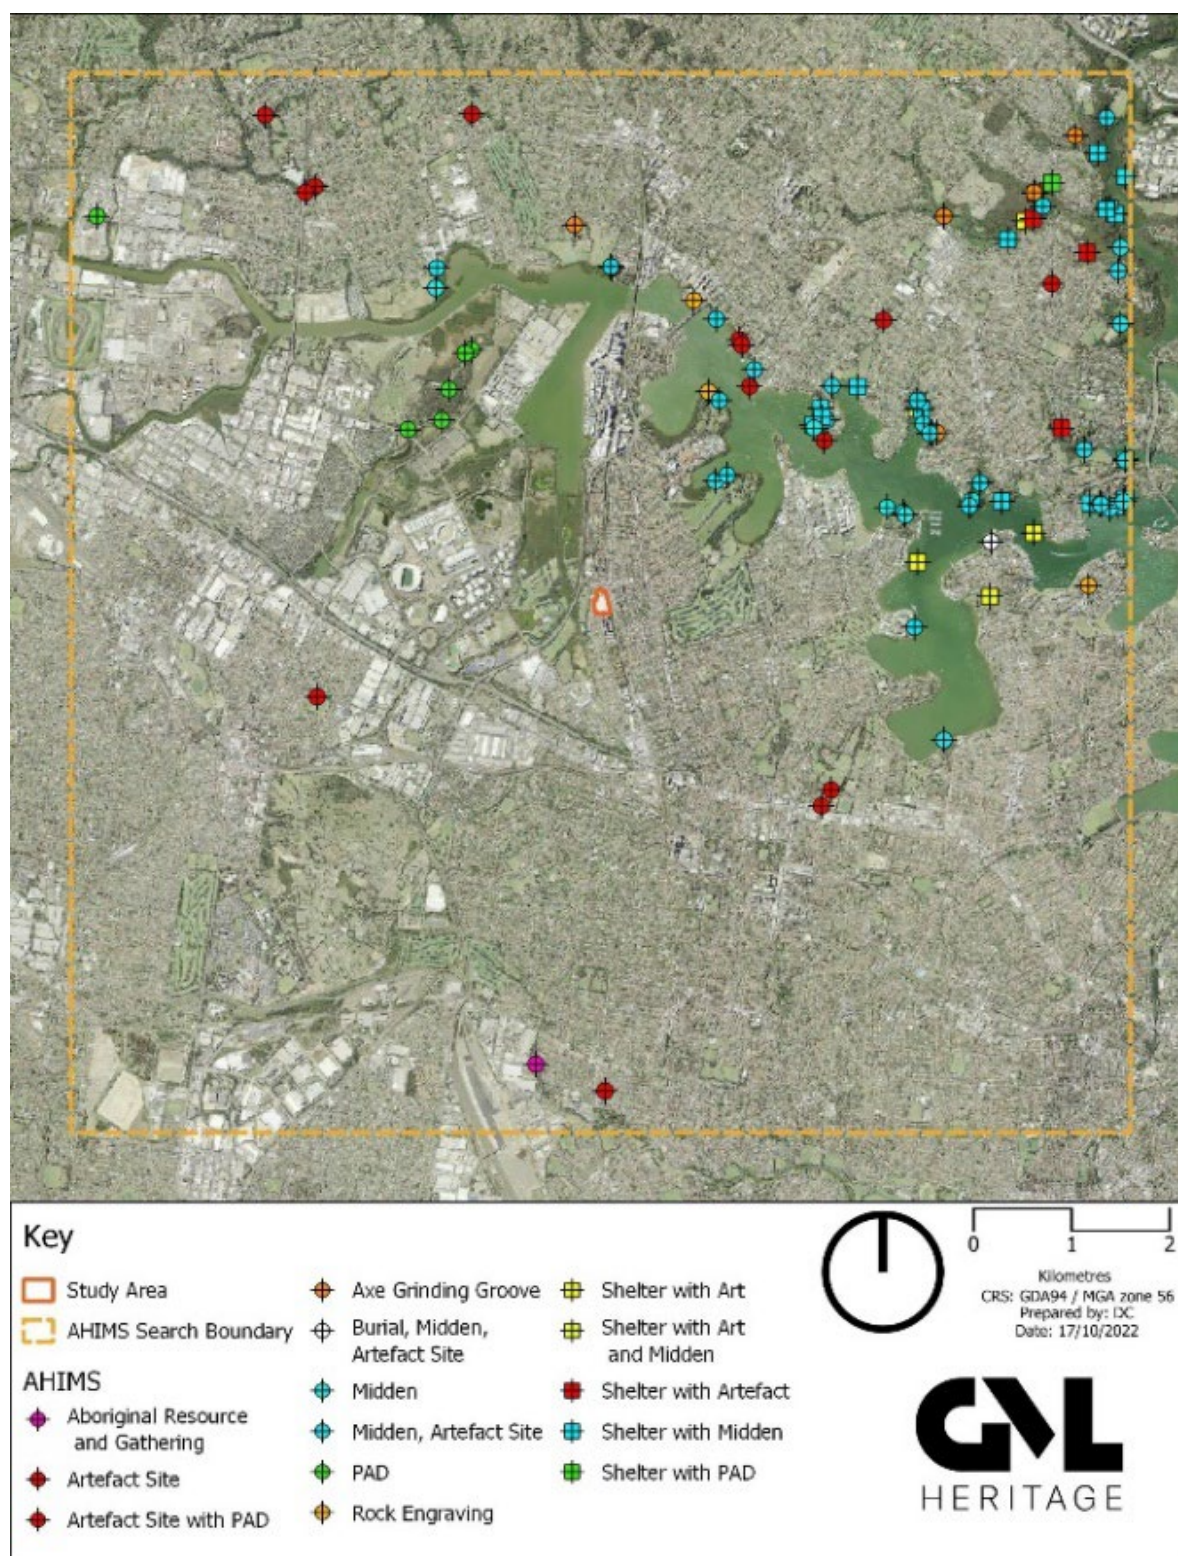 Key
Study Area
AHIMS Search Boundary
AHIMS
Aboriginal Resource
and Gathering
Artefact Site
Artefact Site with PAD
Axe Grinding Groove
Burial, Midden,
Artefact Site
Midden
Midden, Artefact Site
PAD
Rock Engraving
Shelter with Art
Shelter with Art
and Midden
Shelter with Artefact
Shelter with Midden
Shelter with PAD
0 1 2
Kilometres
CRS: GDA94 / MGA zone 56
Prepared by: DC
Date: 17/10/2022
GML
HERITAGE